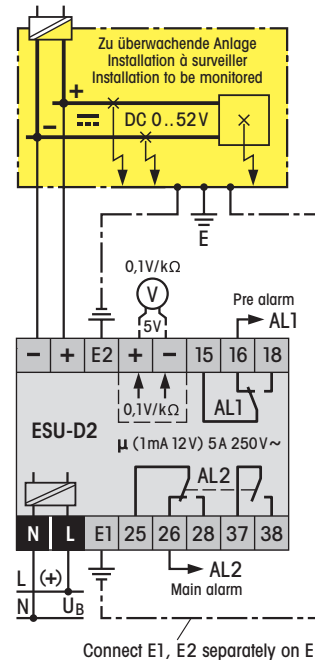 Zu überwachende Anlage
Installation à surveiller
Installation to be monitored
+
DC 0..52V
–
E
0,1V/kΩ
V
5V
Pre alarm
AL1
– + E2 + – 15 16 18
0,1V/kΩ
AL1
ESU-D2
µ (1mA 12V) 5A 250V~
AL2
N L E1 25 26 28 37 38
L (+)
N UB
AL2
Main alarm
Connect E1, E2 separately on E